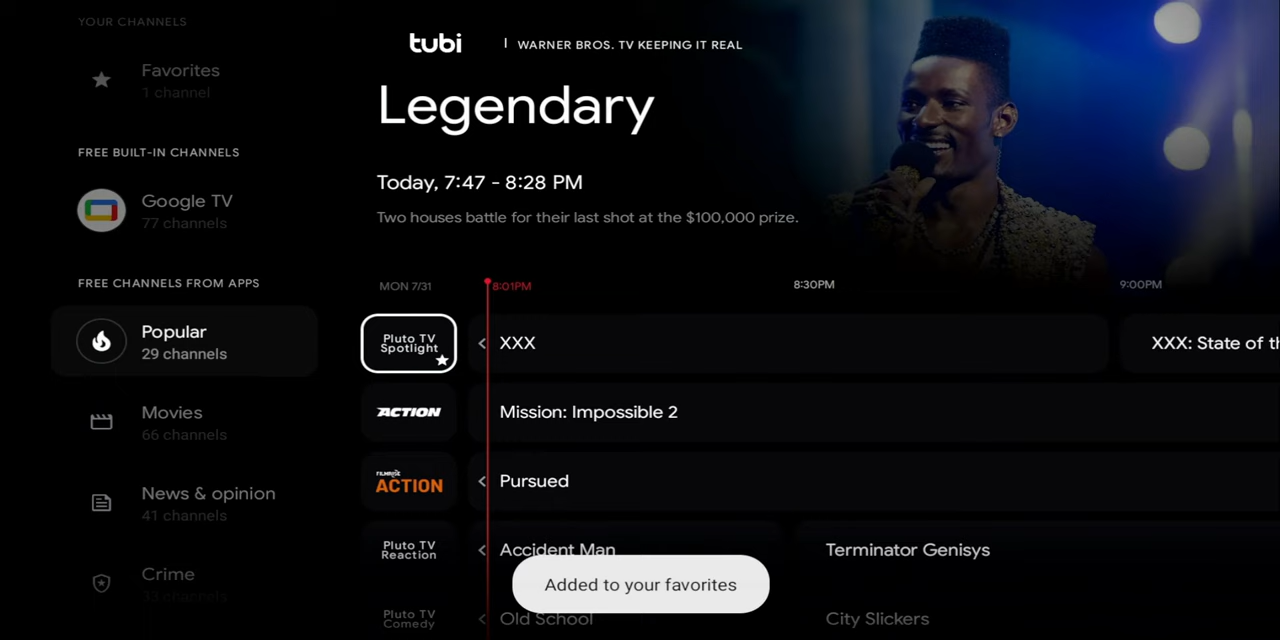 YOUR CHANNELS
Favorites
1 channel
FREE BUILT-IN CHANNELS
Google TV
77 channels
FREE CHANNELS FROM APPS
Popular
29 channels
Movies
66 channels
News & opinion
41 channels
Crime
33 channels
tubi
WARNER BROS. TV KEEPING IT REAL
Legendary
Today, 7:47 - 8:28 PM
Two houses battle for their last shot at the $100,000 prize.
MON 7/31
8:01PM
8:30PM
9:00PM
Pluto TV
Spotlight
XXX
XXX: State of th
ACTION
Mission: Impossible 2
FILMRISE
ACTION
Pursued
Pluto TV
Reaction
Accident Man
Terminator Genisys
Added to your favorites
Pluto TV
Comedy
Old School
City Slickers